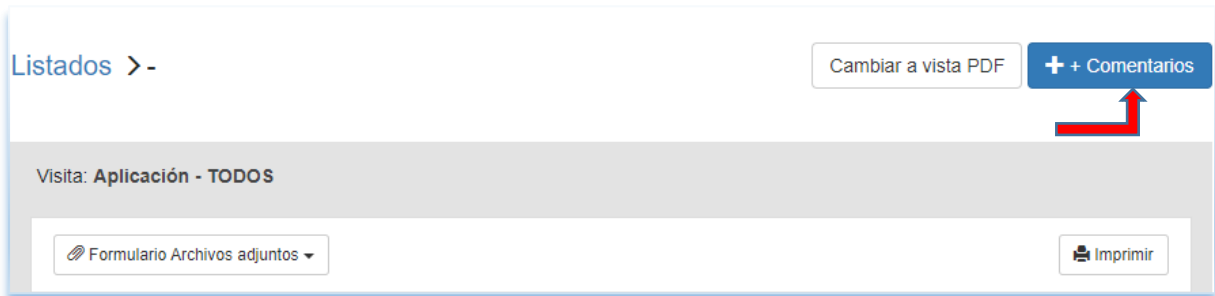 Listados > -
Cambiar a vista PDF
+ + Comentarios
Visita: Aplicación - TODOS
Formulario Archivos adjuntos
Imprimir